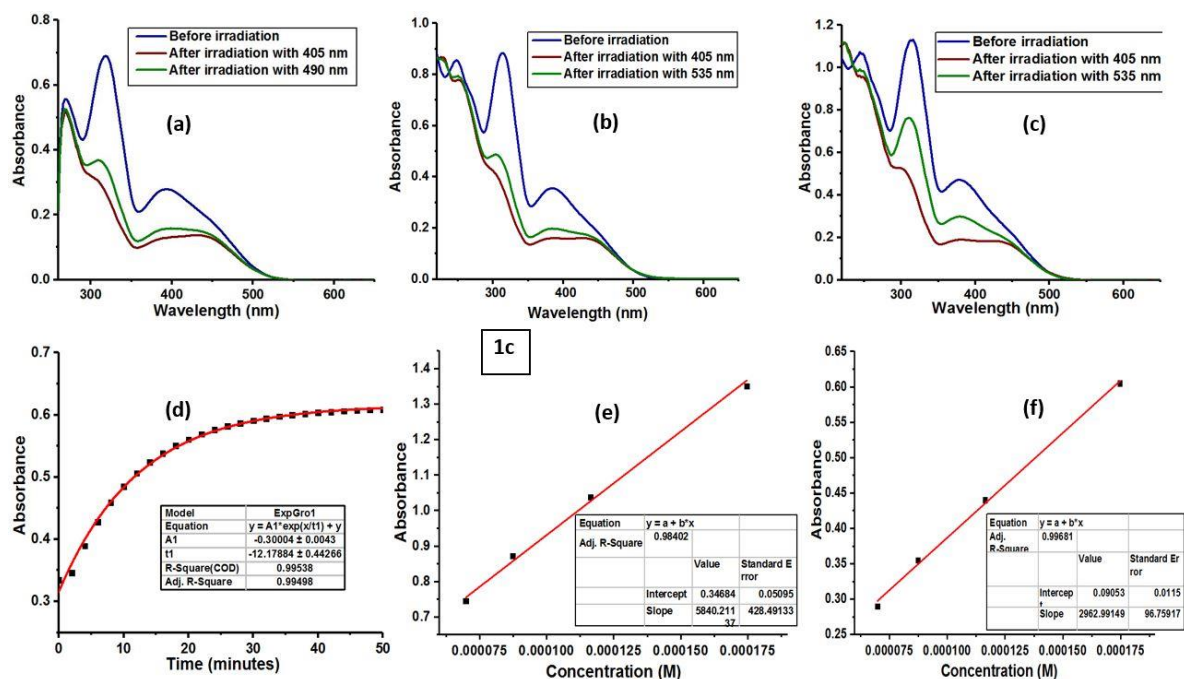 0.8
0.6
0.4
0.2
0.0
Absorbance
Before irradiation
After irradiation with 405 nm
After irradiation with 490 nm
(a)
300 400 500 600
Wavelength (nm)
1.0
0.8
0.6
0.4
0.2
0.0
Absorbance
Before irradiation
After irradiation with 405 nm
After irradiation with 535 nm
(b)
300 400 500 600
Wavelength (nm)
1.2
1.0
0.8
0.6
0.4
0.2
0.0
Absorbance
Before irradiation
After irradiation with 405 nm
After irradiation with 535 nm
(c)
200 300 400 500 600
Wavelength (nm)
1c
0.7
0.6
0.5
0.4
0.3
Absorbance
(d)
Model ExpGro1
Equation y = A1*exp(x/t1) + y
A1 -0.30004 ± 0.0043
t1 -12.17884 ± 0.44266
R-Square(COD) 0.99538
Adj. R-Square 0.99498
0 10 20 30 40 50
Time (minutes)
1.4
1.3
1.2
1.1
1.0
0.9
0.8
0.7
Absorbance
(e)
Equation y = a + b*x
Adj. R-Square 0.98402
Value Standard E
rror
Intercept 0.34684 0.05095
Slope 5840.211 428.49133
37
0.000075 0.000100 0.000125 0.000150 0.000175
Concentration (M)
0.65
0.60
0.55
0.50
0.45
0.40
0.35
0.30
0.25
Absorbance
(f)
Equation y = a + b*x
Adj. 0.99681
R-Square
Value Standard Er
ror
Intercep 0.09053 0.0115
t
Slope 2962.99149 96.75917
0.000075 0.000100 0.000125 0.000150 0.000175
Concentration (M)